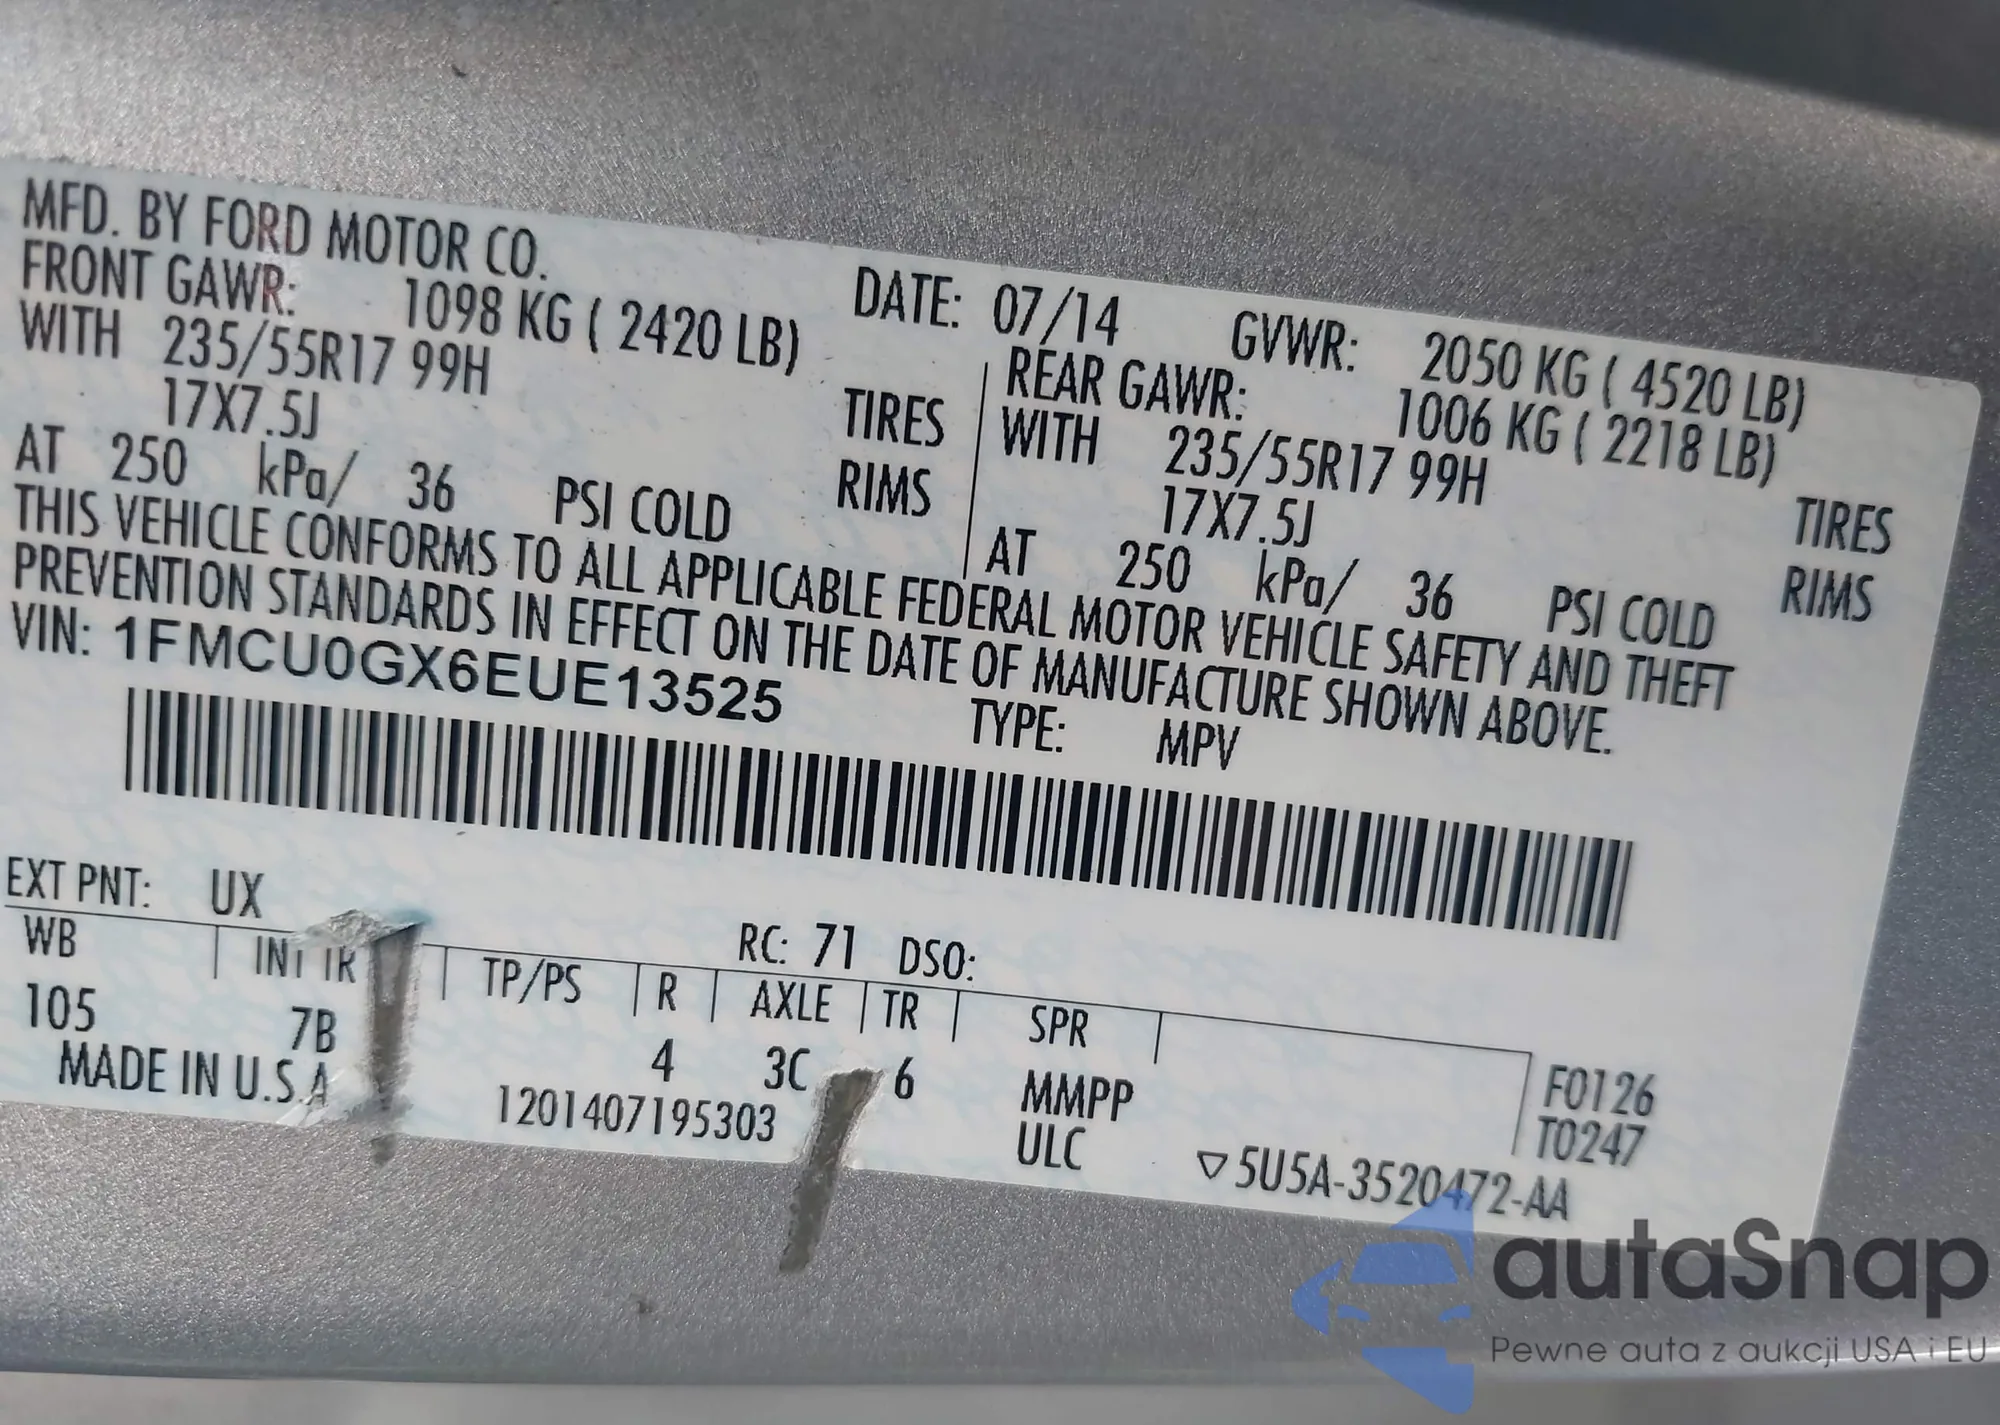 MFD. BY FORD MOTOR CO.
DATE: 07/14 GVWR: 2050 KG ( 4520 LB)
FRONT GAWR: 1098 KG ( 2420 LB)
WITH 235/55R17 99H TIRES
17X7.5J RIMS
AT 250 kPa/ 36 PSI COLD
REAR GAWR: 1006 KG ( 2218 LB)
WITH 235/55R17 99H TIRES
17X7.5J RIMS
AT 250 kPa/ 36 PSI COLD
THIS VEHICLE CONFORMS TO ALL APPLICABLE FEDERAL MOTOR VEHICLE SAFETY AND THEFT
PREVENTION STANDARDS IN EFFECT ON THE DATE OF MANUFACTURE SHOWN ABOVE.
VIN: 1FMCU0GX6EUE13525 TYPE: MPV
EXT PNT: UX RC: 71 DSO:
WB INT TR TP/PS R AXLE TR SPR
105 7B 4 3C 6 MMPP F0126
MADE IN U.S.A 1201407195303 ULC T0247
▽5U5A-3520472-AA
autaSnap
Pewne auta z aukcji USA i EU